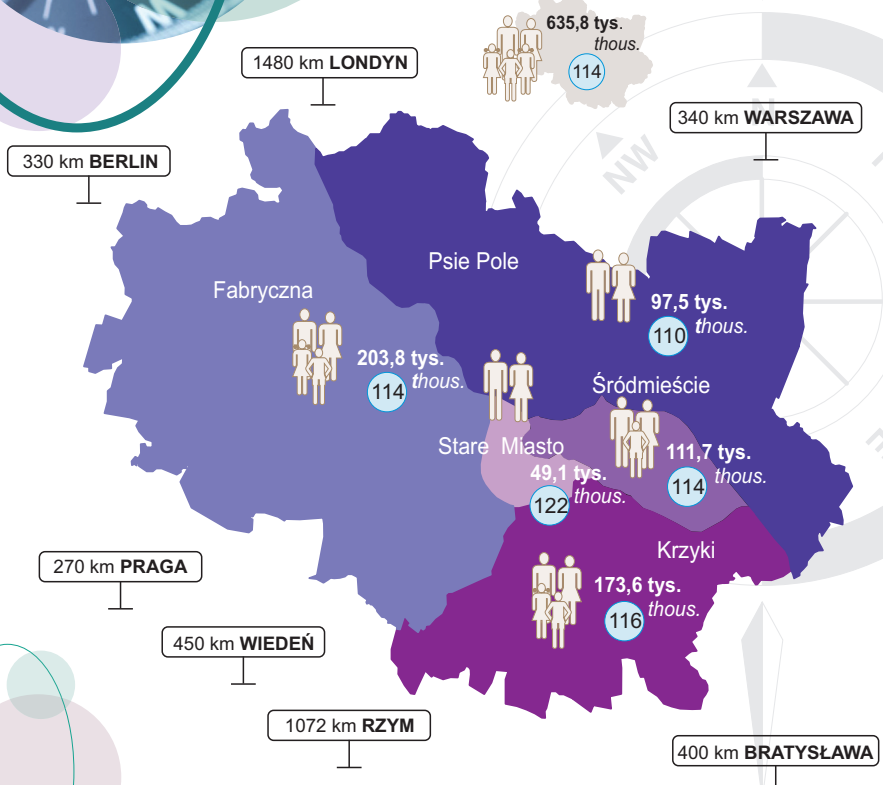 635,8 tys.
thous.
114
1480 km LONDYN
340 km WARSZAWA
N
NW
330 km BERLIN
Psie Pole
Fabryczna
97,5 tys.
thous.
110
203,8 tys.
thous.
114
Śródmieście
Stare Miasto
111,7 tys.
thous.
114
49,1 tys.
thous.
122
E
Krzyki
270 km PRAGA
173,6 tys.
thous.
116
450 km WIEDEŃ
1072 km RZYM
400 km BRATYSŁAWA